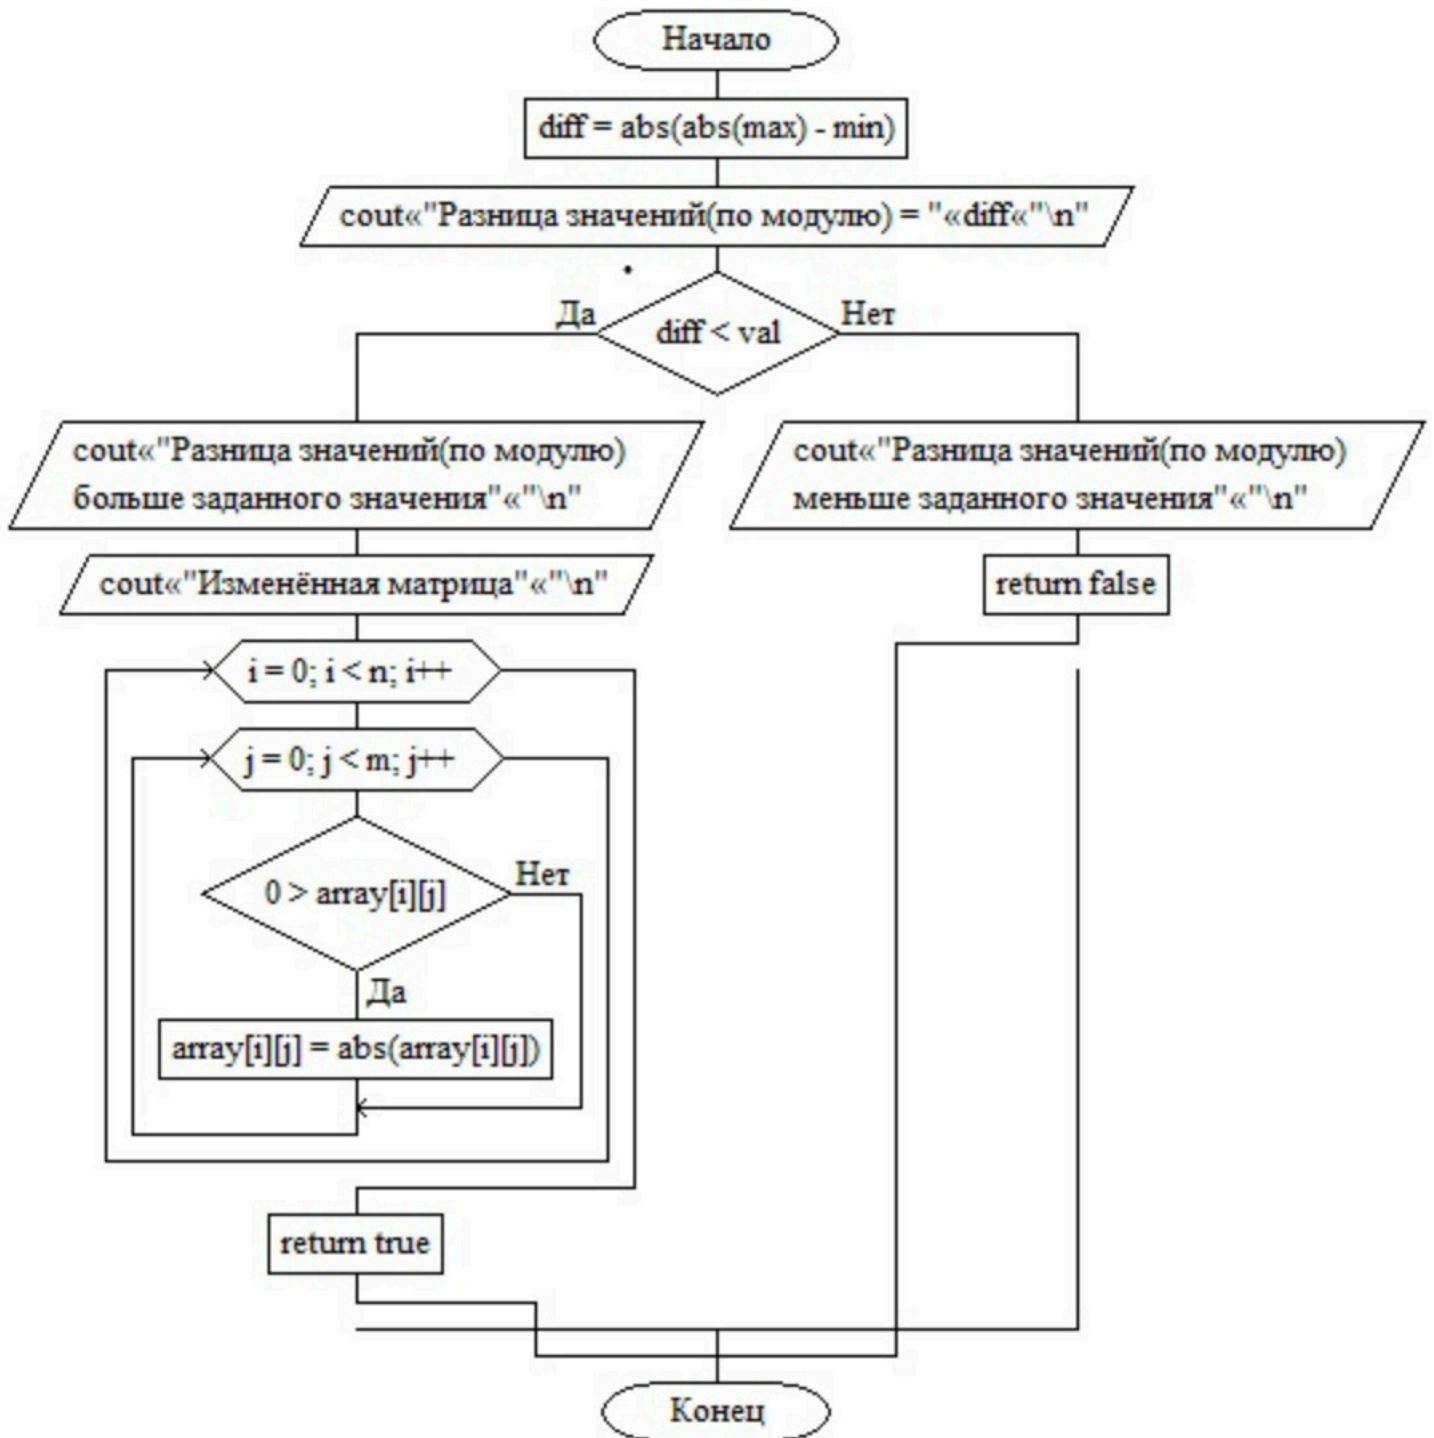 Начало
diff = abs(abs(max) - min)
cout«"Разница значений(по модулю) = "«diff«"\n"
Да
diff < val
Нет
cout«"Разница значений(по модулю)
больше заданного значения"«"\n"
cout«"Разница значений(по модулю)
меньше заданного значения"«"\n"
cout«"Изменённая матрица"«"\n"
return false
i = 0; i < n; i++
j = 0; j < m; j++
0 > array[i][j]
Нет
Да
array[i][j] = abs(array[i][j])
return true
Конец